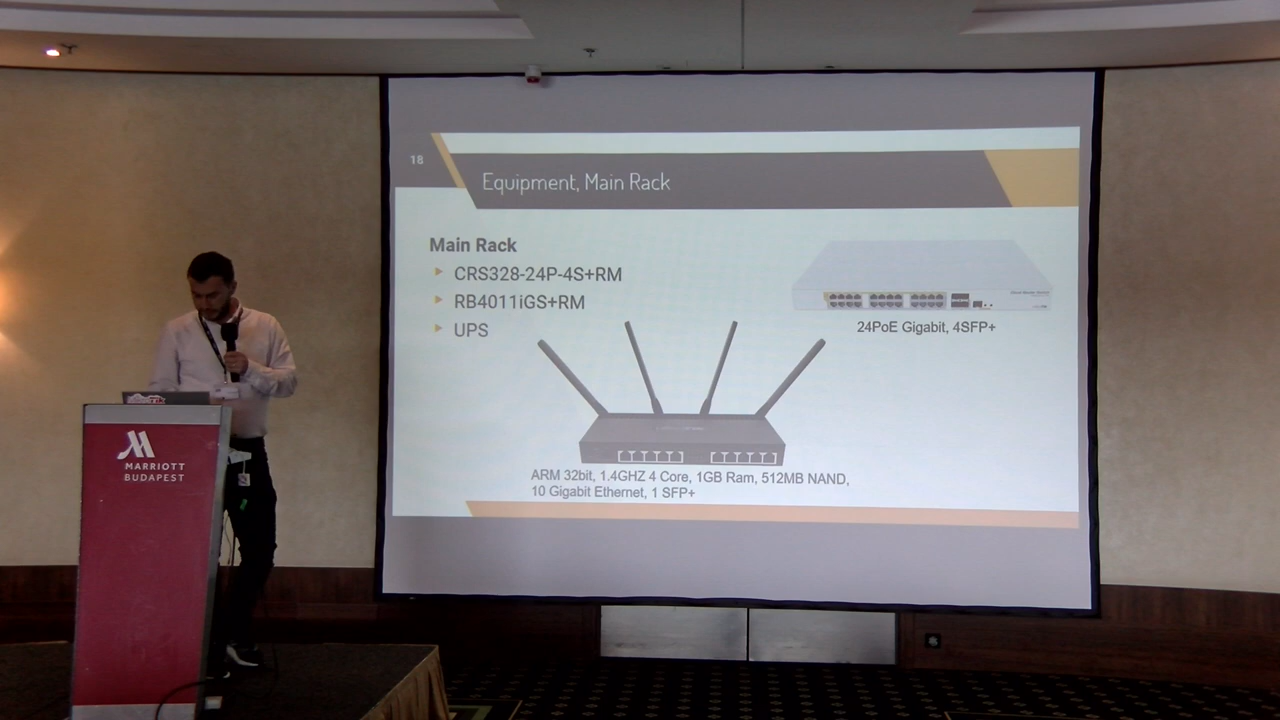 18
Equipment, Main Rack
Main Rack
CRS328-24P-4S+RM
RB4011iGS+RM
UPS
24PoE Gigabit, 4SFP+
ARM 32bit, 1.4GHZ 4 Core, 1GB Ram, 512MB NAND,
10 Gigabit Ethernet, 1 SFP+
MARRIOTT
BUDAPEST